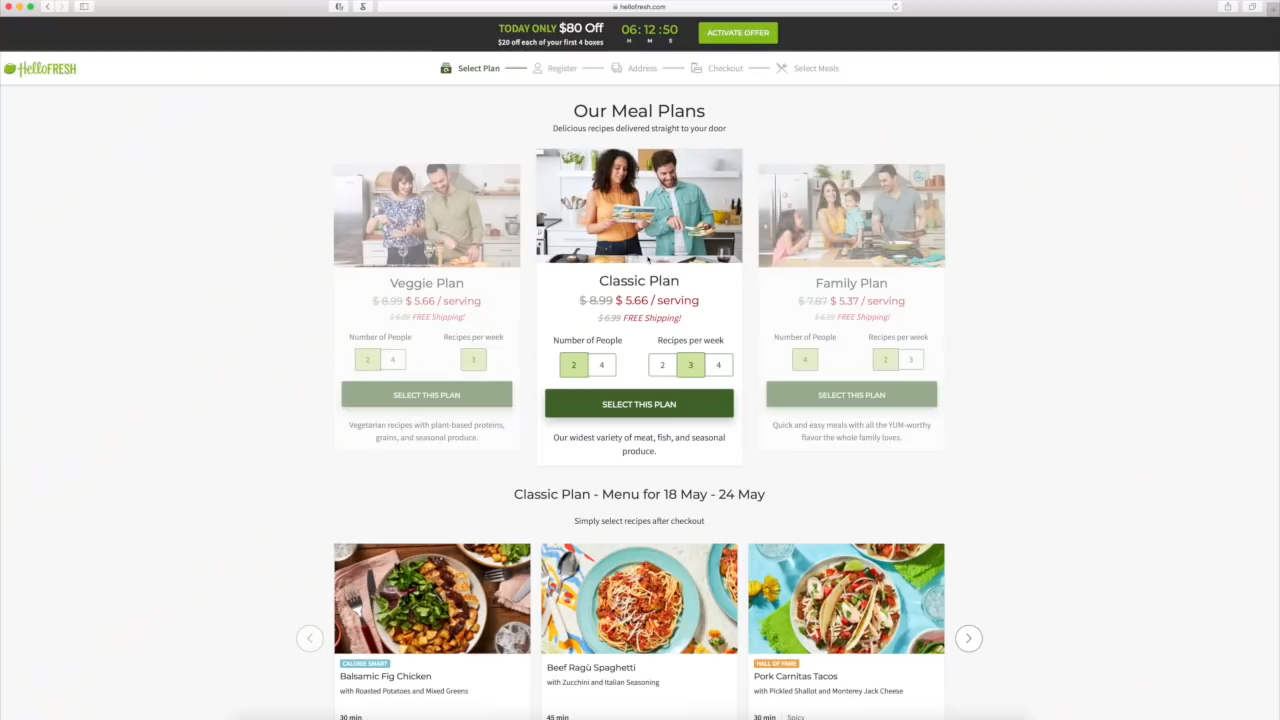 hellofresh.com
TODAY ONLY $80 Off
$20 off each of your first 4 boxes
06:12:50
H M S
ACTIVATE OFFER
HelloFRESH
Select Plan
Register
Address
Checkout
Select Meals
Our Meal Plans
Delicious recipes delivered straight to your door
Veggie Plan
$ 8.99 $ 5.66 / serving
$ 6.99 FREE Shipping!
Number of People Recipes per week
2 4 3
SELECT THIS PLAN
Vegetarian recipes with plant-based proteins,
grains, and seasonal produce.
Classic Plan
$ 8.99 $ 5.66 / serving
$ 6.99 FREE Shipping!
Number of People Recipes per week
2 4 2 3 4
SELECT THIS PLAN
Our widest variety of meat, fish, and seasonal
produce.
Family Plan
$ 7.87 $ 5.37 / serving
$ 6.99 FREE Shipping!
Number of People Recipes per week
4 2 3
SELECT THIS PLAN
Quick and easy meals with all the YUM-worthy
flavor the whole family loves.
Classic Plan - Menu for 18 May - 24 May
Simply select recipes after checkout
CALORIE SMART
Balsamic Fig Chicken
with Roasted Potatoes and Mixed Greens
30 min
Beef Ragù Spaghetti
with Zucchini and Italian Seasoning
45 min
HALL OF FAME
Pork Carnitas Tacos
with Pickled Shallot and Monterey Jack Cheese
30 min Spicy